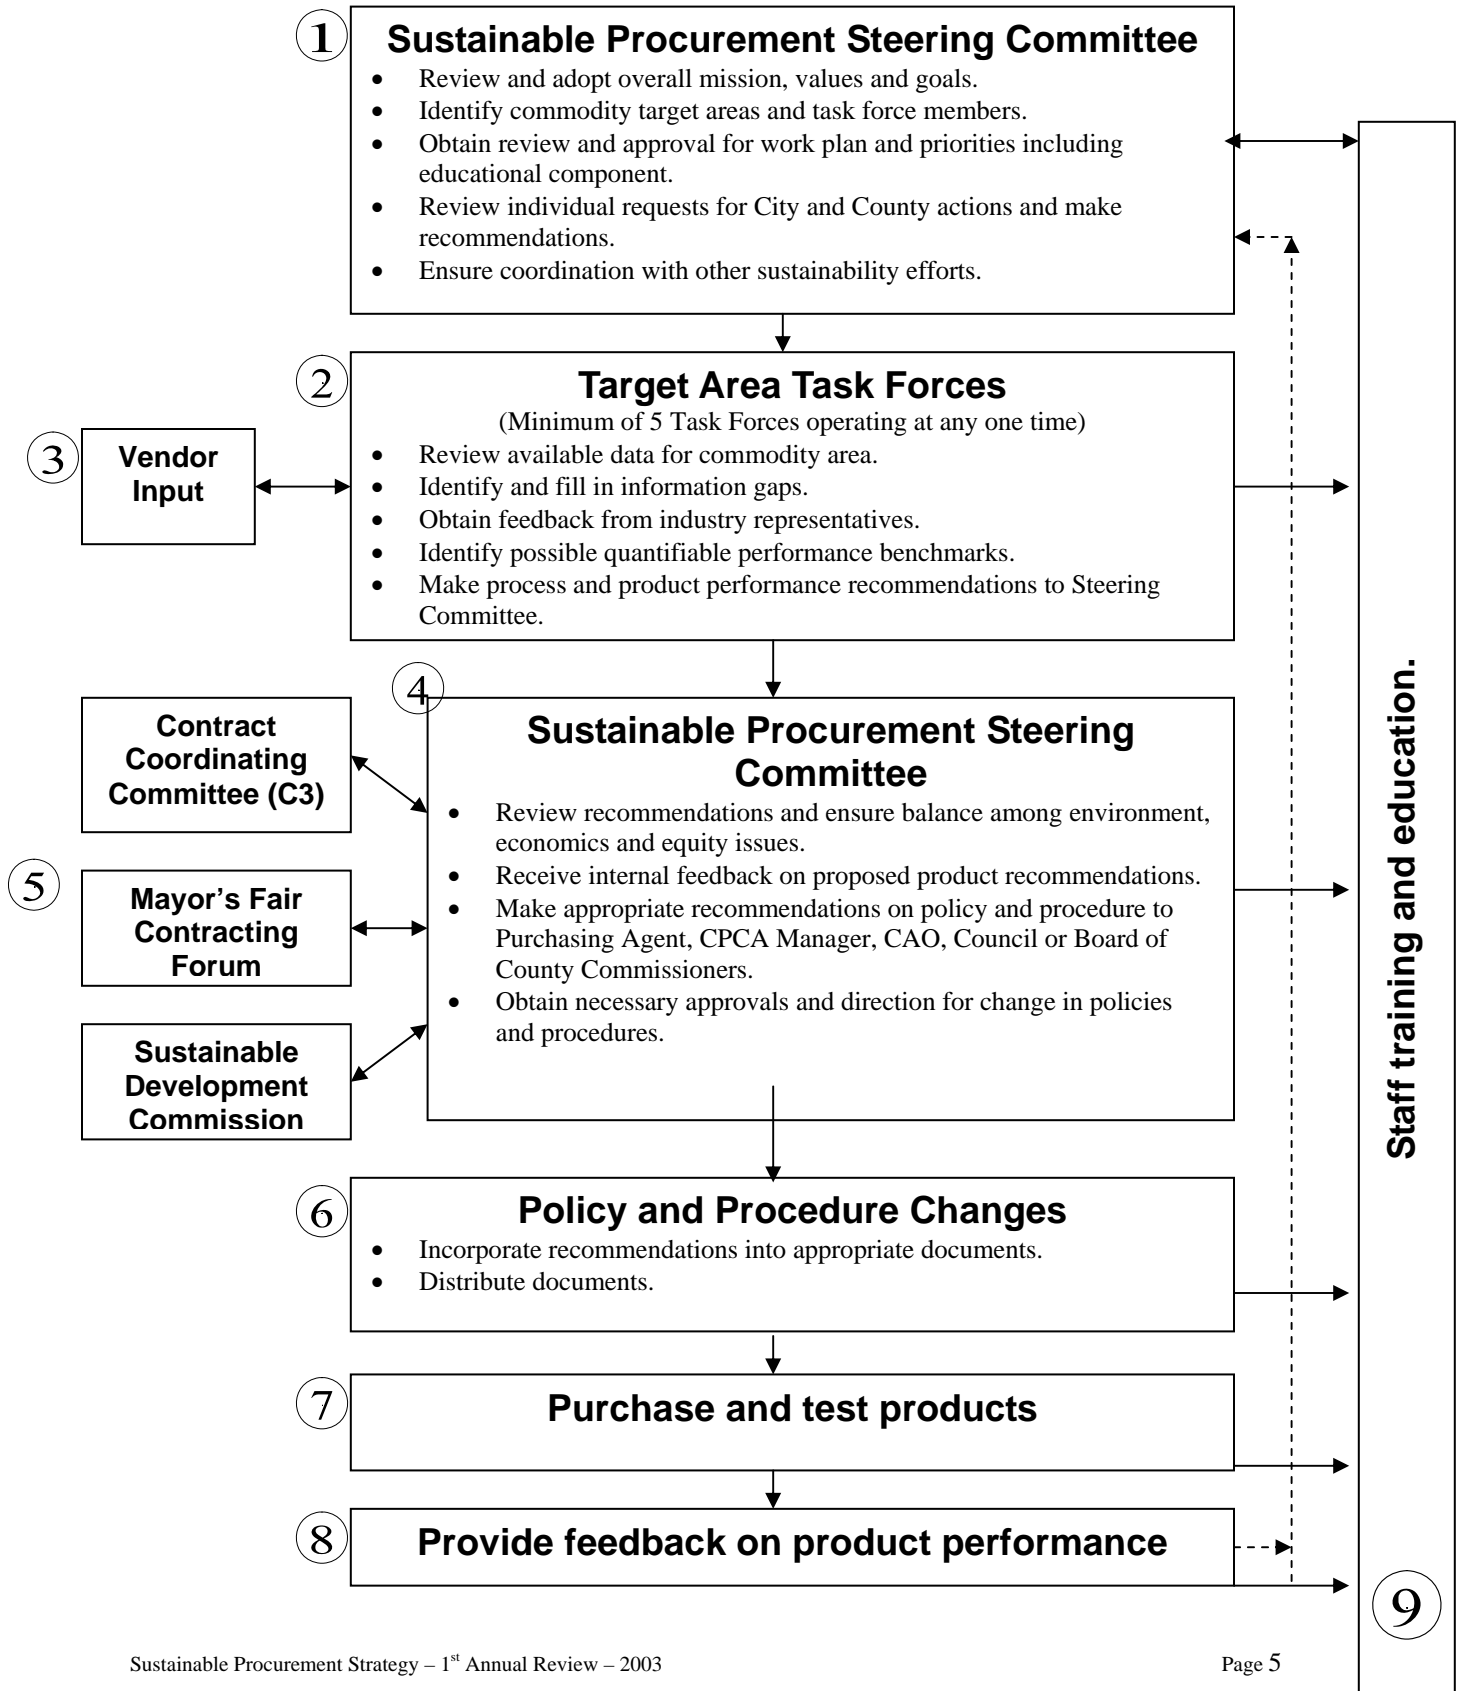 1
Sustainable Procurement Steering Committee
• Review and adopt overall mission, values and goals.
• Identify commodity target areas and task force members.
• Obtain review and approval for work plan and priorities including
educational component.
• Review individual requests for City and County actions and make
recommendations.
• Ensure coordination with other sustainability efforts.
2
Target Area Task Forces
(Minimum of 5 Task Forces operating at any one time)
• Review available data for commodity area.
• Identify and fill in information gaps.
• Obtain feedback from industry representatives.
• Identify possible quantifiable performance benchmarks.
• Make process and product performance recommendations to Steering
Committee.
3
Vendor
Input
4
Sustainable Procurement Steering
Committee
• Review recommendations and ensure balance among environment,
economics and equity issues.
• Receive internal feedback on proposed product recommendations.
• Make appropriate recommendations on policy and procedure to
Purchasing Agent, CPCA Manager, CAO, Council or Board of
County Commissioners.
• Obtain necessary approvals and direction for change in policies
and procedures.
Contract
Coordinating
Committee (C3)
5
Mayor's Fair
Contracting
Forum
Sustainable
Development
Commission
6
Policy and Procedure Changes
• Incorporate recommendations into appropriate documents.
• Distribute documents.
7
Purchase and test products
8
Provide feedback on product performance
Staff training and education.
9
Sustainable Procurement Strategy – 1st Annual Review – 2003
Page 5